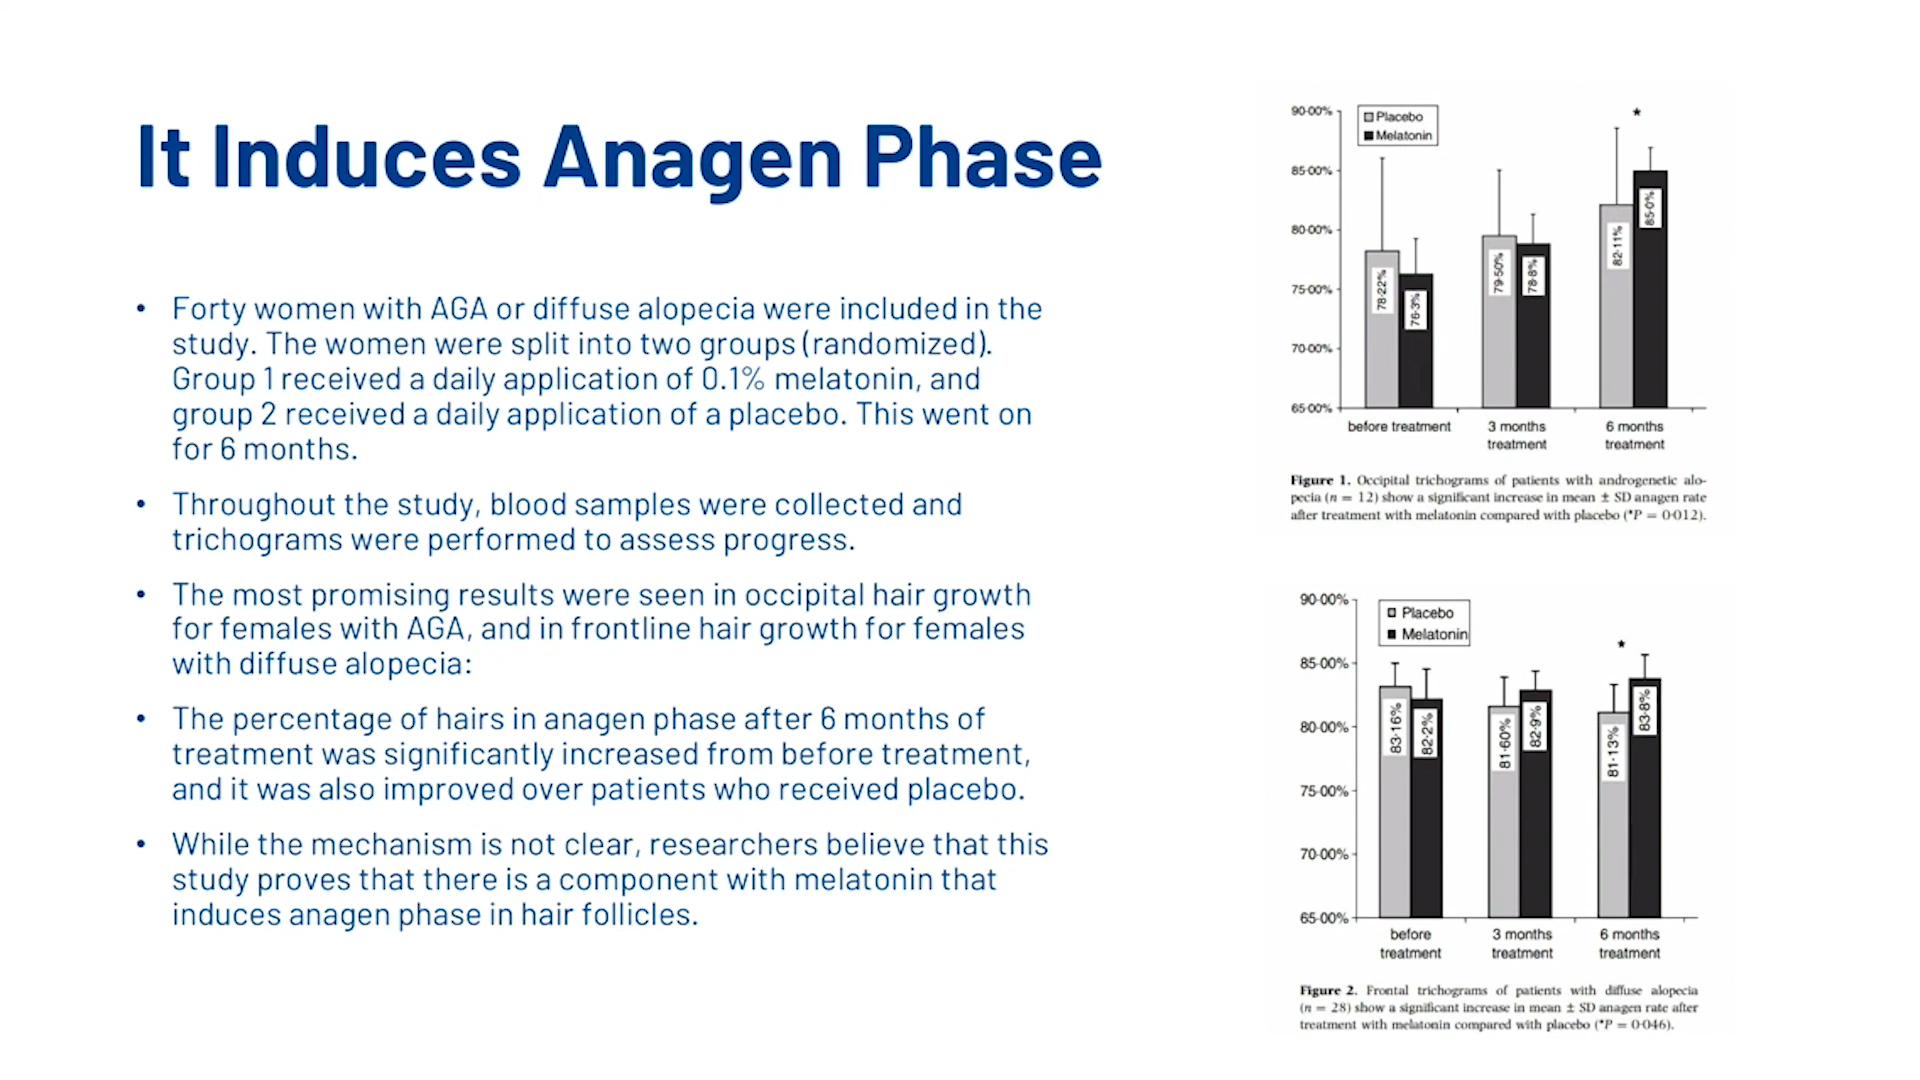 It Induces Anagen Phase
• Forty women with AGA or diffuse alopecia were included in the
study. The women were split into two groups (randomized).
Group 1 received a daily application of 0.1% melatonin, and
group 2 received a daily application of a placebo. This went on
for 6 months.
• Throughout the study, blood samples were collected and
trichograms were performed to assess progress.
• The most promising results were seen in occipital hair growth
for females with AGA, and in frontline hair growth for females
with diffuse alopecia:
• The percentage of hairs in anagen phase after 6 months of
treatment was significantly increased from before treatment,
and it was also improved over patients who received placebo.
• While the mechanism is not clear, researchers believe that this
study proves that there is a component with melatonin that
induces anagen phase in hair follicles.
Placebo
Melatonin
*
90·00%
85·00%
80·00%
75·00%
70·00%
65·00%
78·22%
76·3%
79·50%
78·8%
82·11%
85·0%
before treatment
3 months
treatment
6 months
treatment
Figure 1. Occipital trichograms of patients with androgenetic alo-
pecia (n = 12) show a significant increase in mean ± SD anagen rate
after treatment with melatonin compared with placebo (*P = 0·012).
Placebo
Melatonin
*
90·00%
85·00%
80·00%
75·00%
70·00%
65·00%
83·16%
82·2%
81·60%
82·9%
81·13%
83·8%
before
treatment
3 months
treatment
6 months
treatment
Figure 2. Frontal trichograms of patients with diffuse alopecia
(n = 28) show a significant increase in mean ± SD anagen rate after
treatment with melatonin compared with placebo (*P = 0·046).